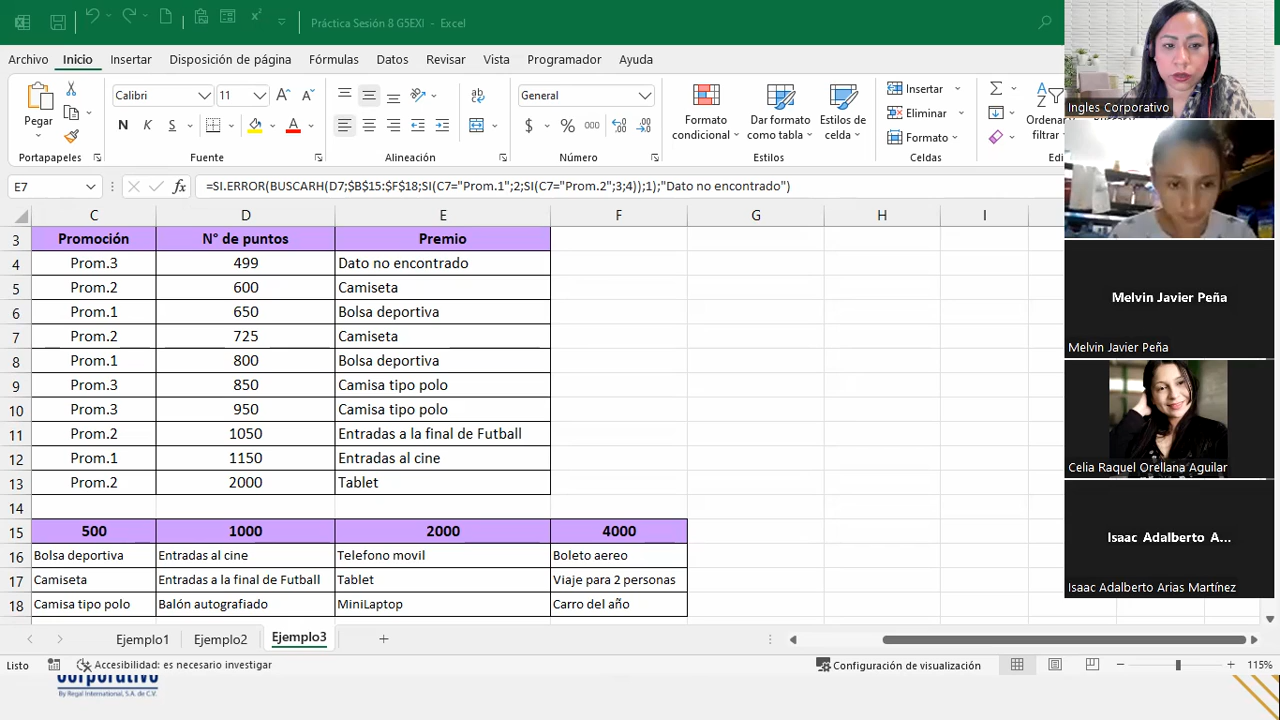 Práctica Sesión 8 G3EXI - Excel
Archivo Inicio Insertar Disposición de página Fórmulas Datos Revisar Vista Programador Ayuda
Pegar
Calibri 11
N K S
General
% 000
Formato condicional
Dar formato como tabla
Estilos de celda
Insertar
Eliminar
Formato
Ordenar
filtrar
Portapapeles Fuente Alineación Número Estilos Celdas
E7 fx =SI.ERROR(BUSCARH(D7;$B$15:$F$18;SI(C7="Prom.1";2;SI(C7="Prom.2";3;4));1);"Dato no encontrado")
C D E F G H I
3 Promoción N° de puntos Premio
4 Prom.3 499 Dato no encontrado
5 Prom.2 600 Camiseta
6 Prom.1 650 Bolsa deportiva
7 Prom.2 725 Camiseta
8 Prom.1 800 Bolsa deportiva
9 Prom.3 850 Camisa tipo polo
10 Prom.3 950 Camisa tipo polo
11 Prom.2 1050 Entradas a la final de Futball
12 Prom.1 1150 Entradas al cine
13 Prom.2 2000 Tablet
14
15 500 1000 2000 4000
16 Bolsa deportiva Entradas al cine Telefono movil Boleto aereo
17 Camiseta Entradas a la final de Futball Tablet Viaje para 2 personas
18 Camisa tipo polo Balón autografiado MiniLaptop Carro del año
Ejemplo1 Ejemplo2 Ejemplo3
Listo Accesibilidad: es necesario investigar Configuración de visualización 115%
Corporativo
By Regal International, S.A. de C.V.
Ingles Corporativo
Melvin Javier Peña
Melvin Javier Peña
Celia Raquel Orellana Aguilar
Isaac Adalberto A...
Isaac Adalberto Arias Martínez